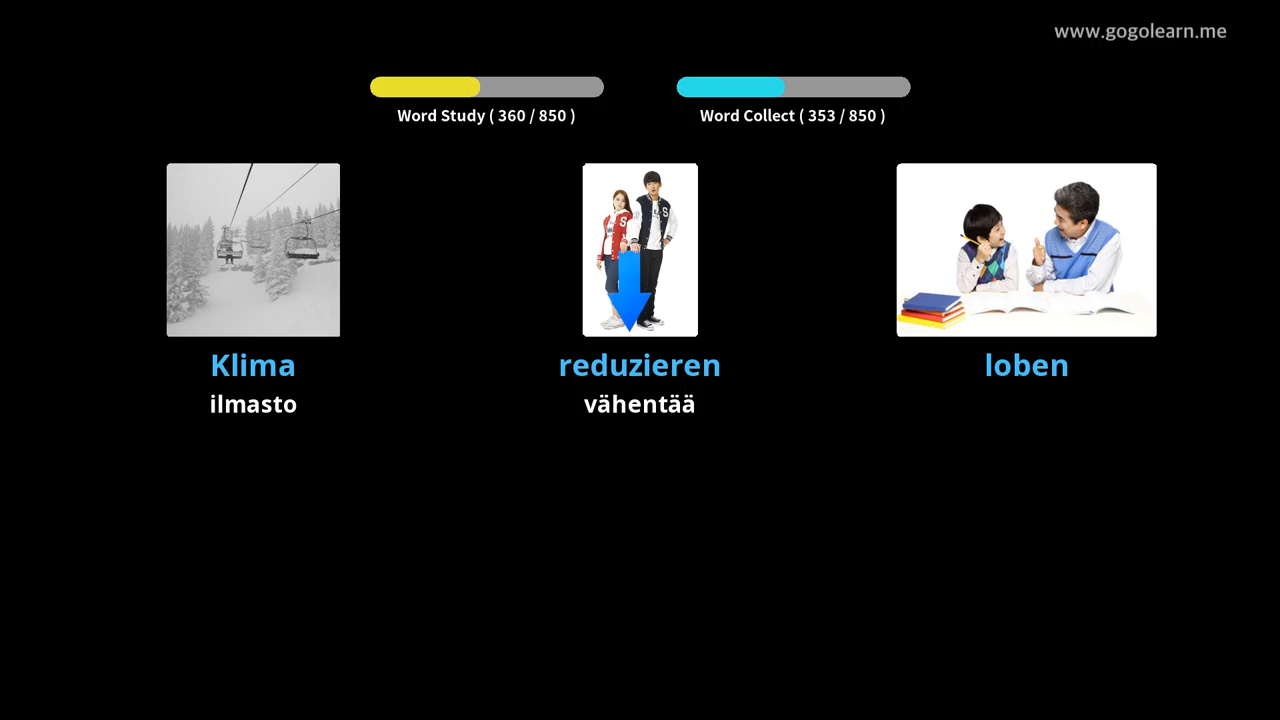 www.gogolearn.me
Word Study ( 360 / 850 )
Word Collect ( 353 / 850 )
Klima
ilmasto
reduzieren
vähentää
loben
S
S